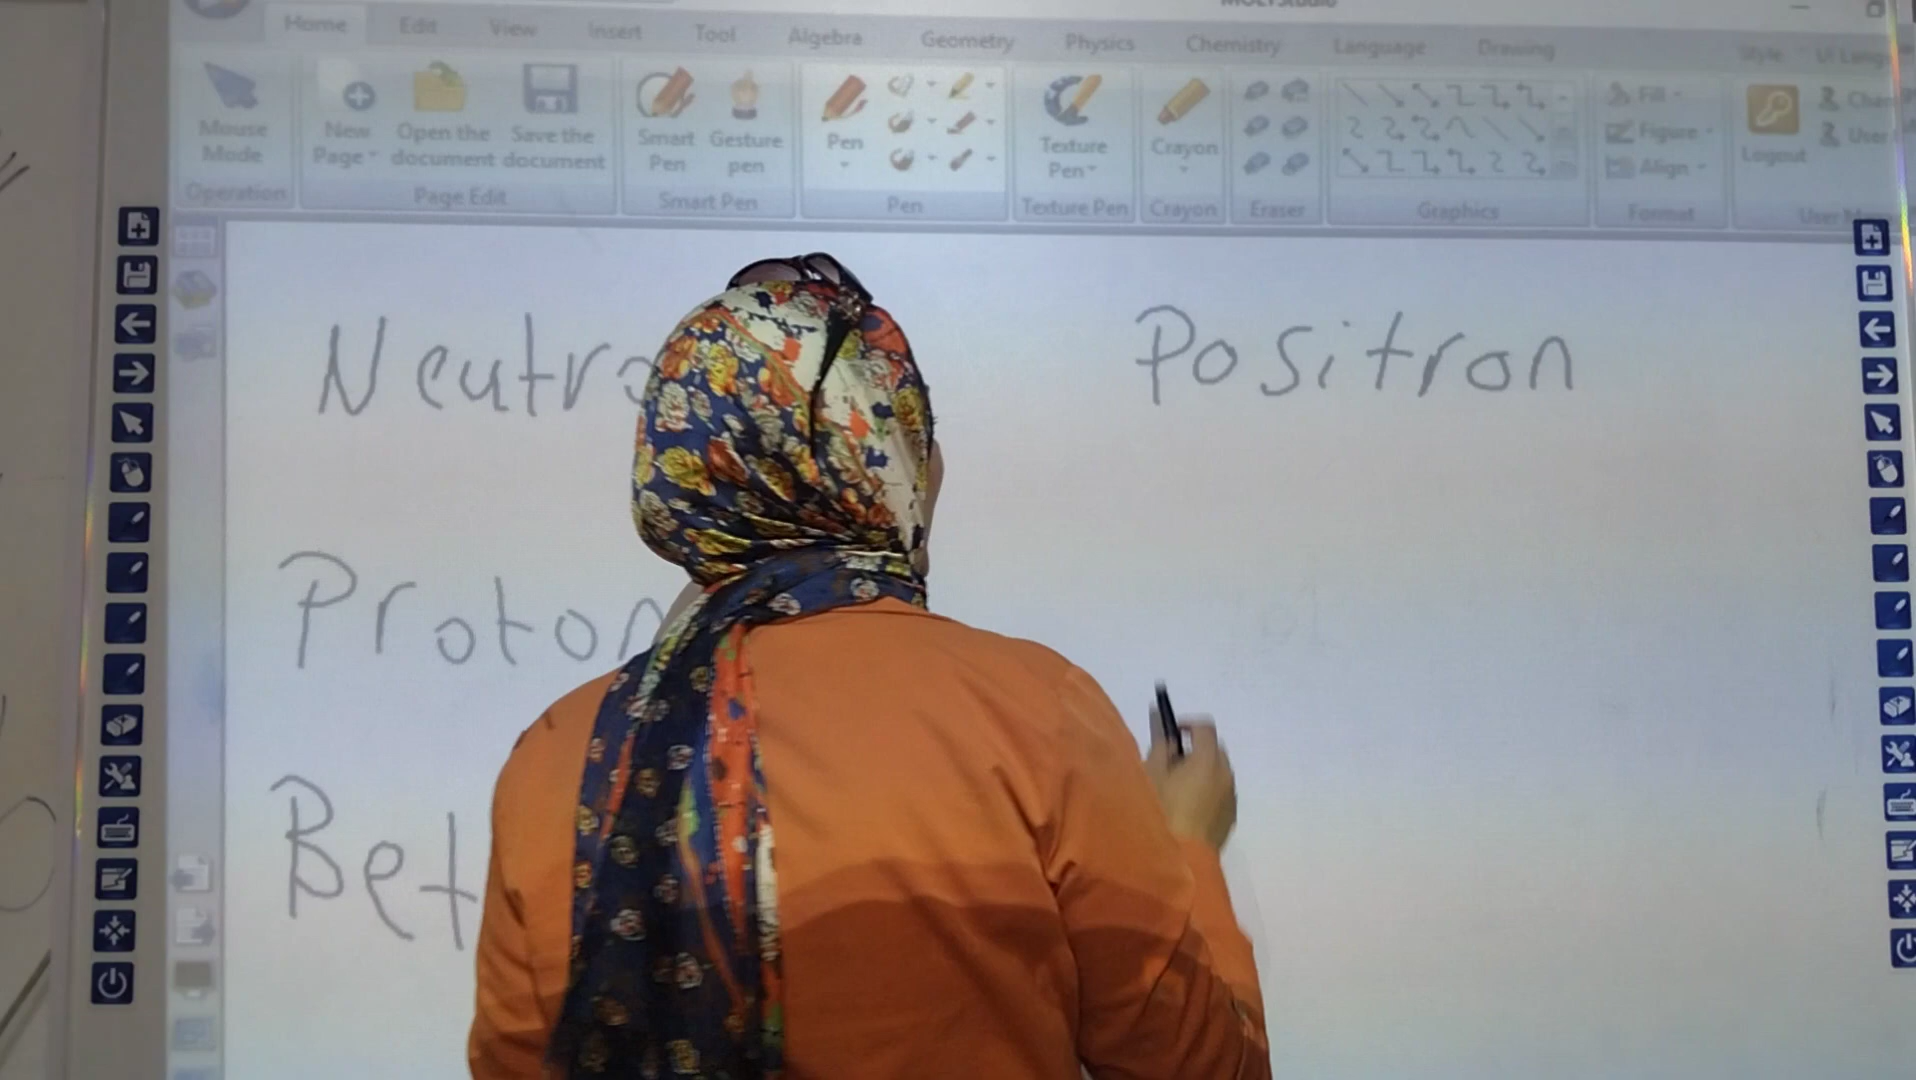 Home Edit View Insert Tool Algebra Geometry Physics Chemistry Language Drawing Style
Mouse Mode
New Page
Open the document
Save the document
Smart Pen
Gesture pen
Pen
Texture Pen
Crayon
Fill
Figure
Align
Logout
Operation Page Edit Smart Pen Pen Texture Pen Crayon Eraser Graphics Format
Neutro Positron
Proton
Bet